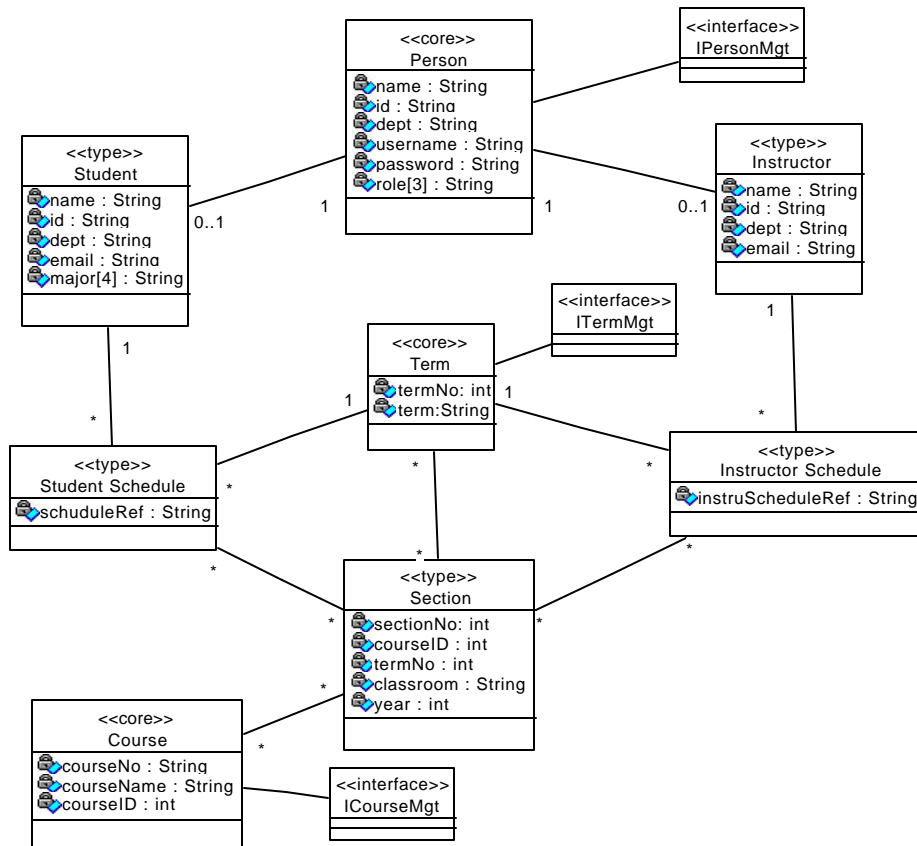 <<core>>
Person
name : String
id : String
dept : String
username : String
password : String
role[3] : String
<<interface>>
IPersonMgt
<<type>>
Student
name : String
id : String
dept : String
email : String
major[4] : String
0..1
1
<<type>>
Instructor
name : String
id : String
dept : String
email : String
1
0..1
<<interface>>
ITermMgt
<<core>>
Term
termNo: int
term:String
1
*
1
*
1
1
*
*
<<type>>
Student Schedule
schuduleRef : String
*
*
<<type>>
Instructor Schedule
instruScheduleRef : String
*
*
<<type>>
Section
sectionNo: int
courseID : int
termNo : int
classroom : String
year : int
*
*
*
*
<<core>>
Course
courseNo : String
courseName : String
courseID : int
<<interface>>
ICourseMgt